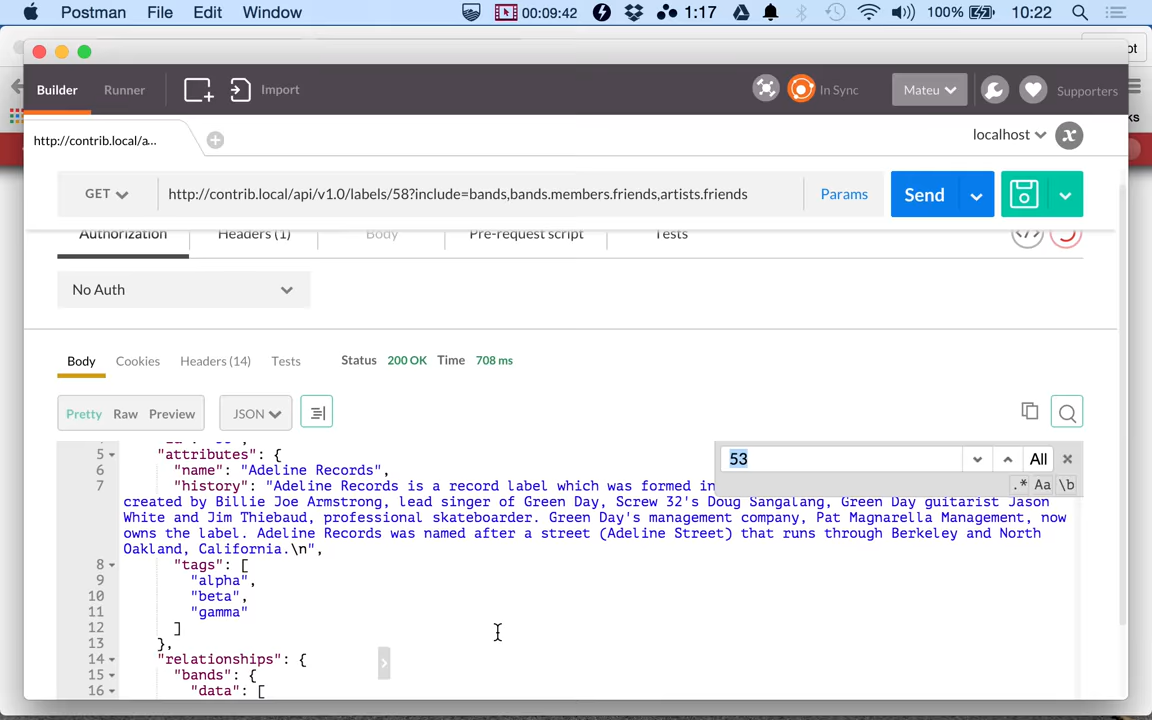 Postman File Edit Window 00:09:42 1:17 100% 10:22
ot
Builder Runner Import In Sync Mateu Supporters
ks
http://contrib.local/a... localhost x
GET http://contrib.local/api/v1.0/labels/58?include=bands,bands.members.friends,artists.friends Params Send
Authorization Headers (1) Body Pre-request script Tests
No Auth
Body Cookies Headers (14) Tests Status 200 OK Time 708 ms
Pretty Raw Preview JSON
53 All
.* Aa \b
5 "attributes": {
6 "name": "Adeline Records",
7 "history": "Adeline Records is a record label which was formed in
created by Billie Joe Armstrong, lead singer of Green Day, Screw 32's Doug Sangalang, Green Day guitarist Jason
White and Jim Thiebaud, professional skateboarder. Green Day's management company, Pat Magnarella Management, now
owns the label. Adeline Records was named after a street (Adeline Street) that runs through Berkeley and North
Oakland, California.\n",
8 "tags": [
9 "alpha",
10 "beta",
11 "gamma"
12 ]
13 },
14 "relationships": {
15 "bands": {
16 "data": [